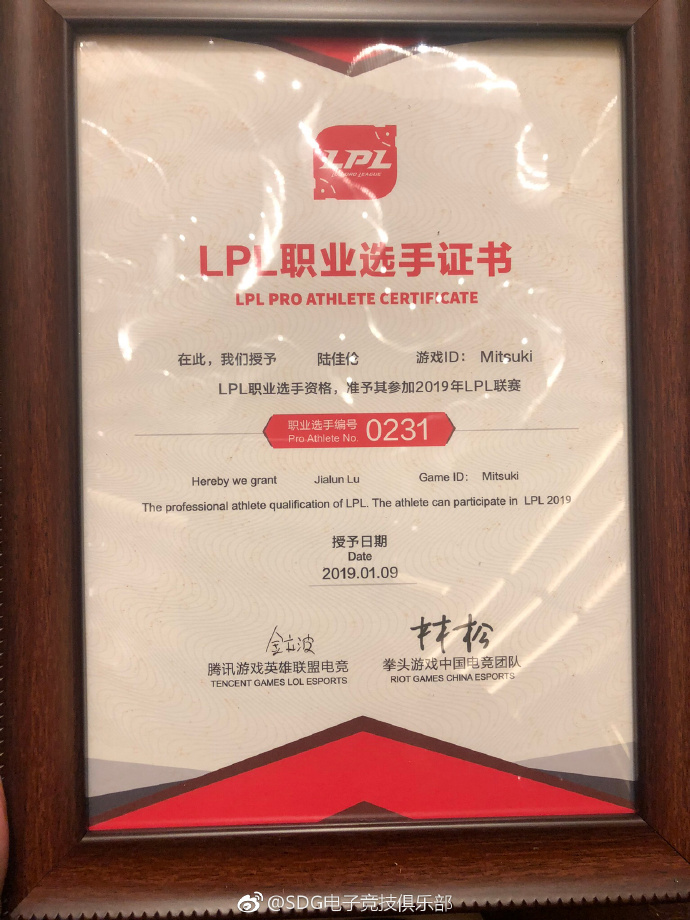 LPL
LPL职业选手证书
LPL PRO ATHLETE CERTIFICATE
在此，我们授予 陆佳伦 游戏ID： Mitsuki
LPL职业选手资格，准予其参加2019年LPL联赛
职业选手编号
Pro Athlete No. 0231
Hereby we grant Jialun Lu Game ID: Mitsuki
The professional athlete qualification of LPL. The athlete can participate in LPL 2019
授予日期
Date
2019.01.09
林松
腾讯游戏英雄联盟电竞 拳头游戏中国电竞团队
TENCENT GAMES LOL ESPORTS RIOT GAMES CHINA ESPORTS
@SDG电子竞技俱乐部